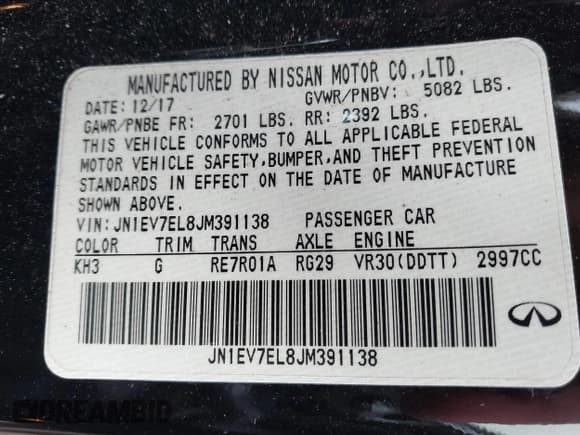 MANUFACTURED BY NISSAN MOTOR CO.,LTD.
DATE: 12/17 GVWR/PNBV: 5082 LBS.
GAWR/PNBE FR: 2701 LBS. RR: 2392 LBS.
THIS VEHICLE CONFORMS TO ALL APPLICABLE FEDERAL
MOTOR VEHICLE SAFETY,BUMPER,AND THEFT PREVENTION
STANDARDS IN EFFECT ON THE DATE OF MANUFACTURE
SHOWN ABOVE.
VIN: JN1EV7EL8JM391138 PASSENGER CAR
COLOR TRIM TRANS AXLE ENGINE
KH3 G RE7R01A RG29 VR30(DDTT) 2997CC
JN1EV7EL8JM391138
DREAMBID